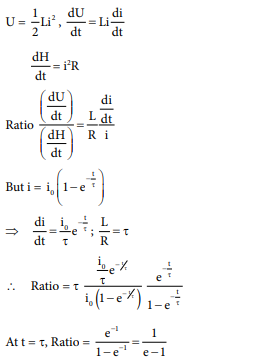 U = 1/2 Li², dU/dt = Li di/dt
dH/dt = i²R
Ratio (dU/dt)/(dH/dt) = L/R (di/dt)/i
But i = i₀(1−e^(−t/τ))
⇒ di/dt = i₀/τ e^(−t/τ) ; L/R = τ
∴ Ratio = τ (i₀/τ e^(−t/τ))/(i₀(1−e^(−t/τ))) (e^(−t/τ))/(1−e^(−t/τ))
At t = τ, Ratio = e⁻¹/(1−e⁻¹) = 1/(e−1)